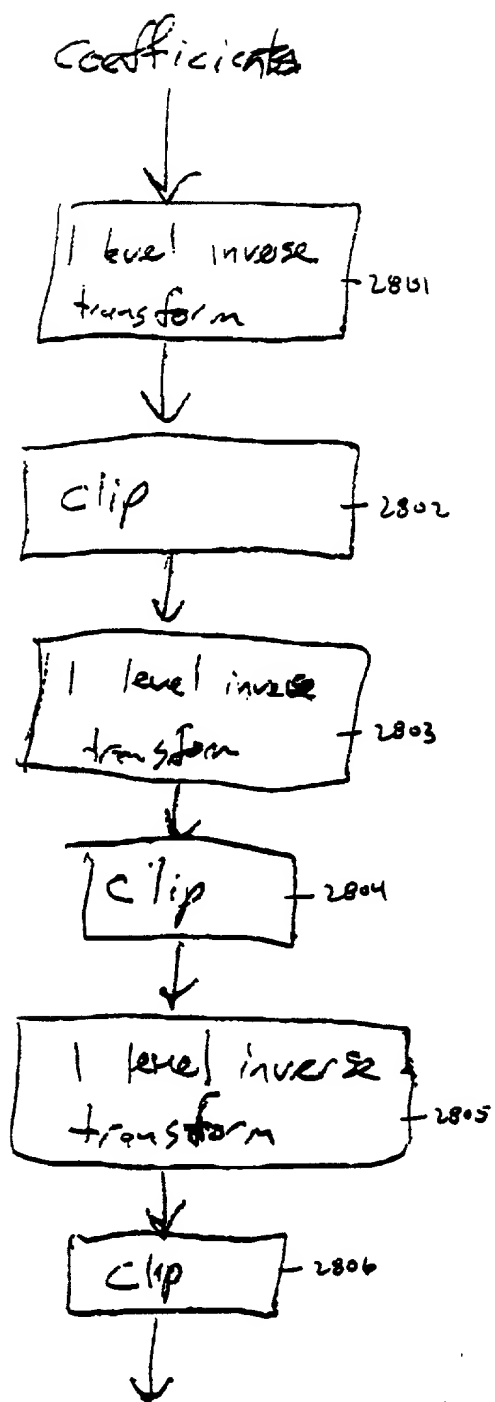 Coefficients
1 level inverse
transform
2801
Clip
2802
1 level inverse
transform
2803
Clip
2804
1 level inverse
transform
2805
Clip
2806